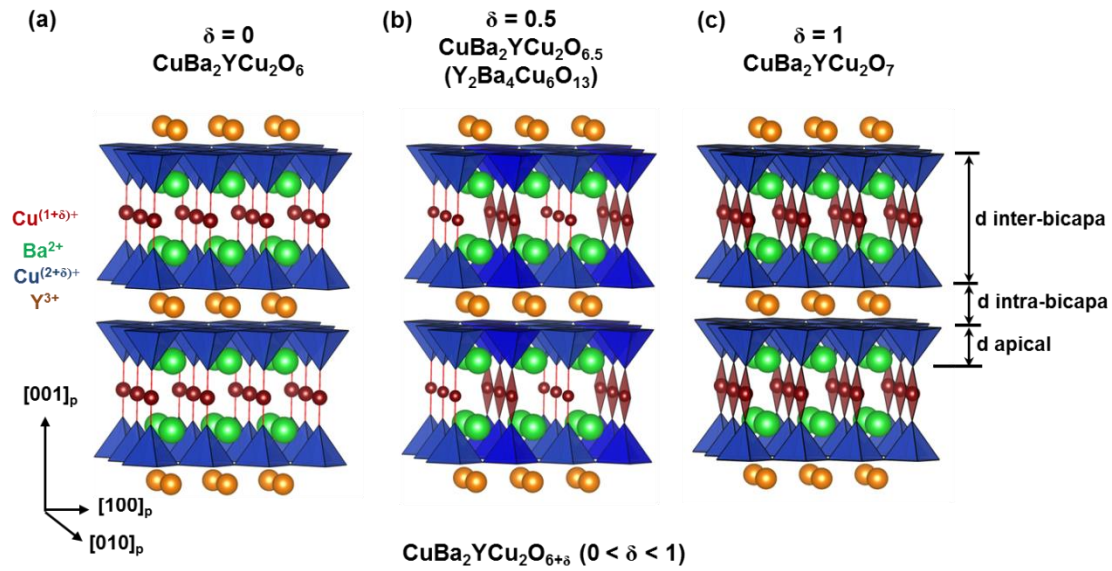 (a)
δ = 0
CuBa₂YCu₂O₆
(b)
δ = 0.5
CuBa₂YCu₂O₆.₅
(Y₂Ba₄Cu₆O₁₃)
(c)
δ = 1
CuBa₂YCu₂O₇
Cu⁽¹⁺δ⁾⁺
Ba²⁺
Cu⁽²⁺δ⁾⁺
Y³⁺
d inter-bicapa
d intra-bicapa
d apical
[001]ₚ
[100]ₚ
[010]ₚ
CuBa₂YCu₂O₆₊δ (0 < δ < 1)